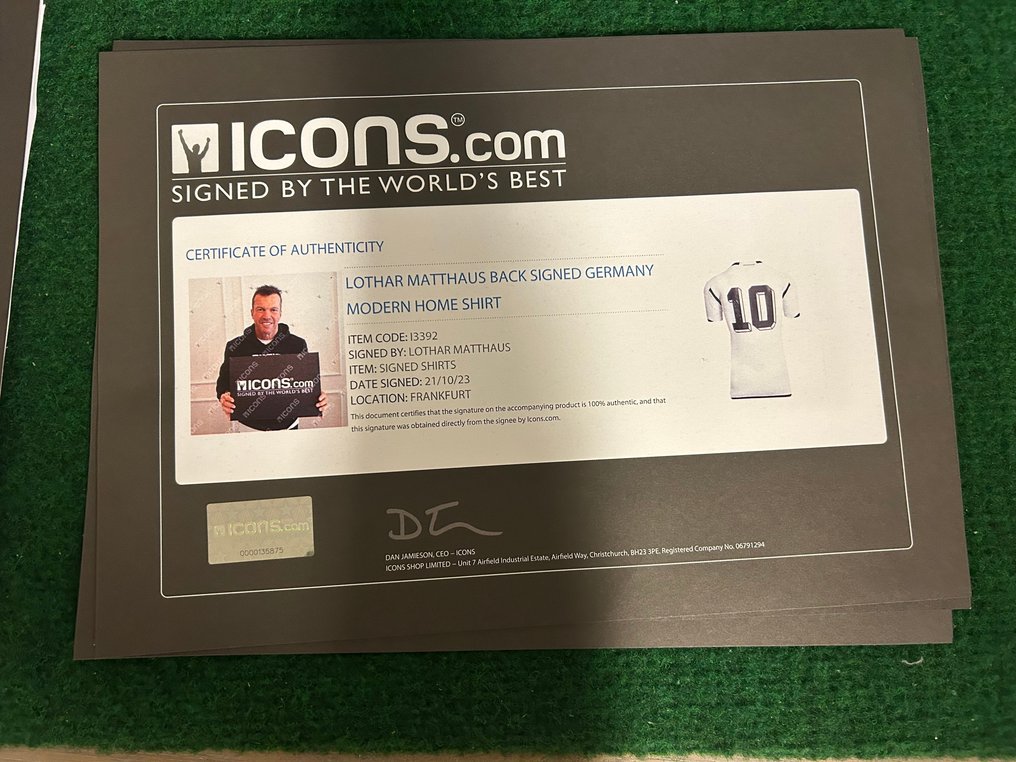 ICONS.com™
SIGNED BY THE WORLD'S BEST
CERTIFICATE OF AUTHENTICITY
LOTHAR MATTHAUS BACK SIGNED GERMANY
MODERN HOME SHIRT
ITEM CODE: I3392
SIGNED BY: LOTHAR MATTHAUS
ITEM: SIGNED SHIRTS
DATE SIGNED: 21/10/23
LOCATION: FRANKFURT
This document certifies that the signature on the accompanying product is 100% authentic, and that
this signature was obtained directly from the signee by Icons.com.
ICONS.com
SIGNED BY THE WORLD'S BEST
10
ICONS.com
0000135875
DAN JAMIESON, CEO – ICONS
ICONS SHOP LIMITED – Unit 7 Airfield Industrial Estate, Airfield Way, Christchurch, BH23 3PE, Registered Company No. 06791294